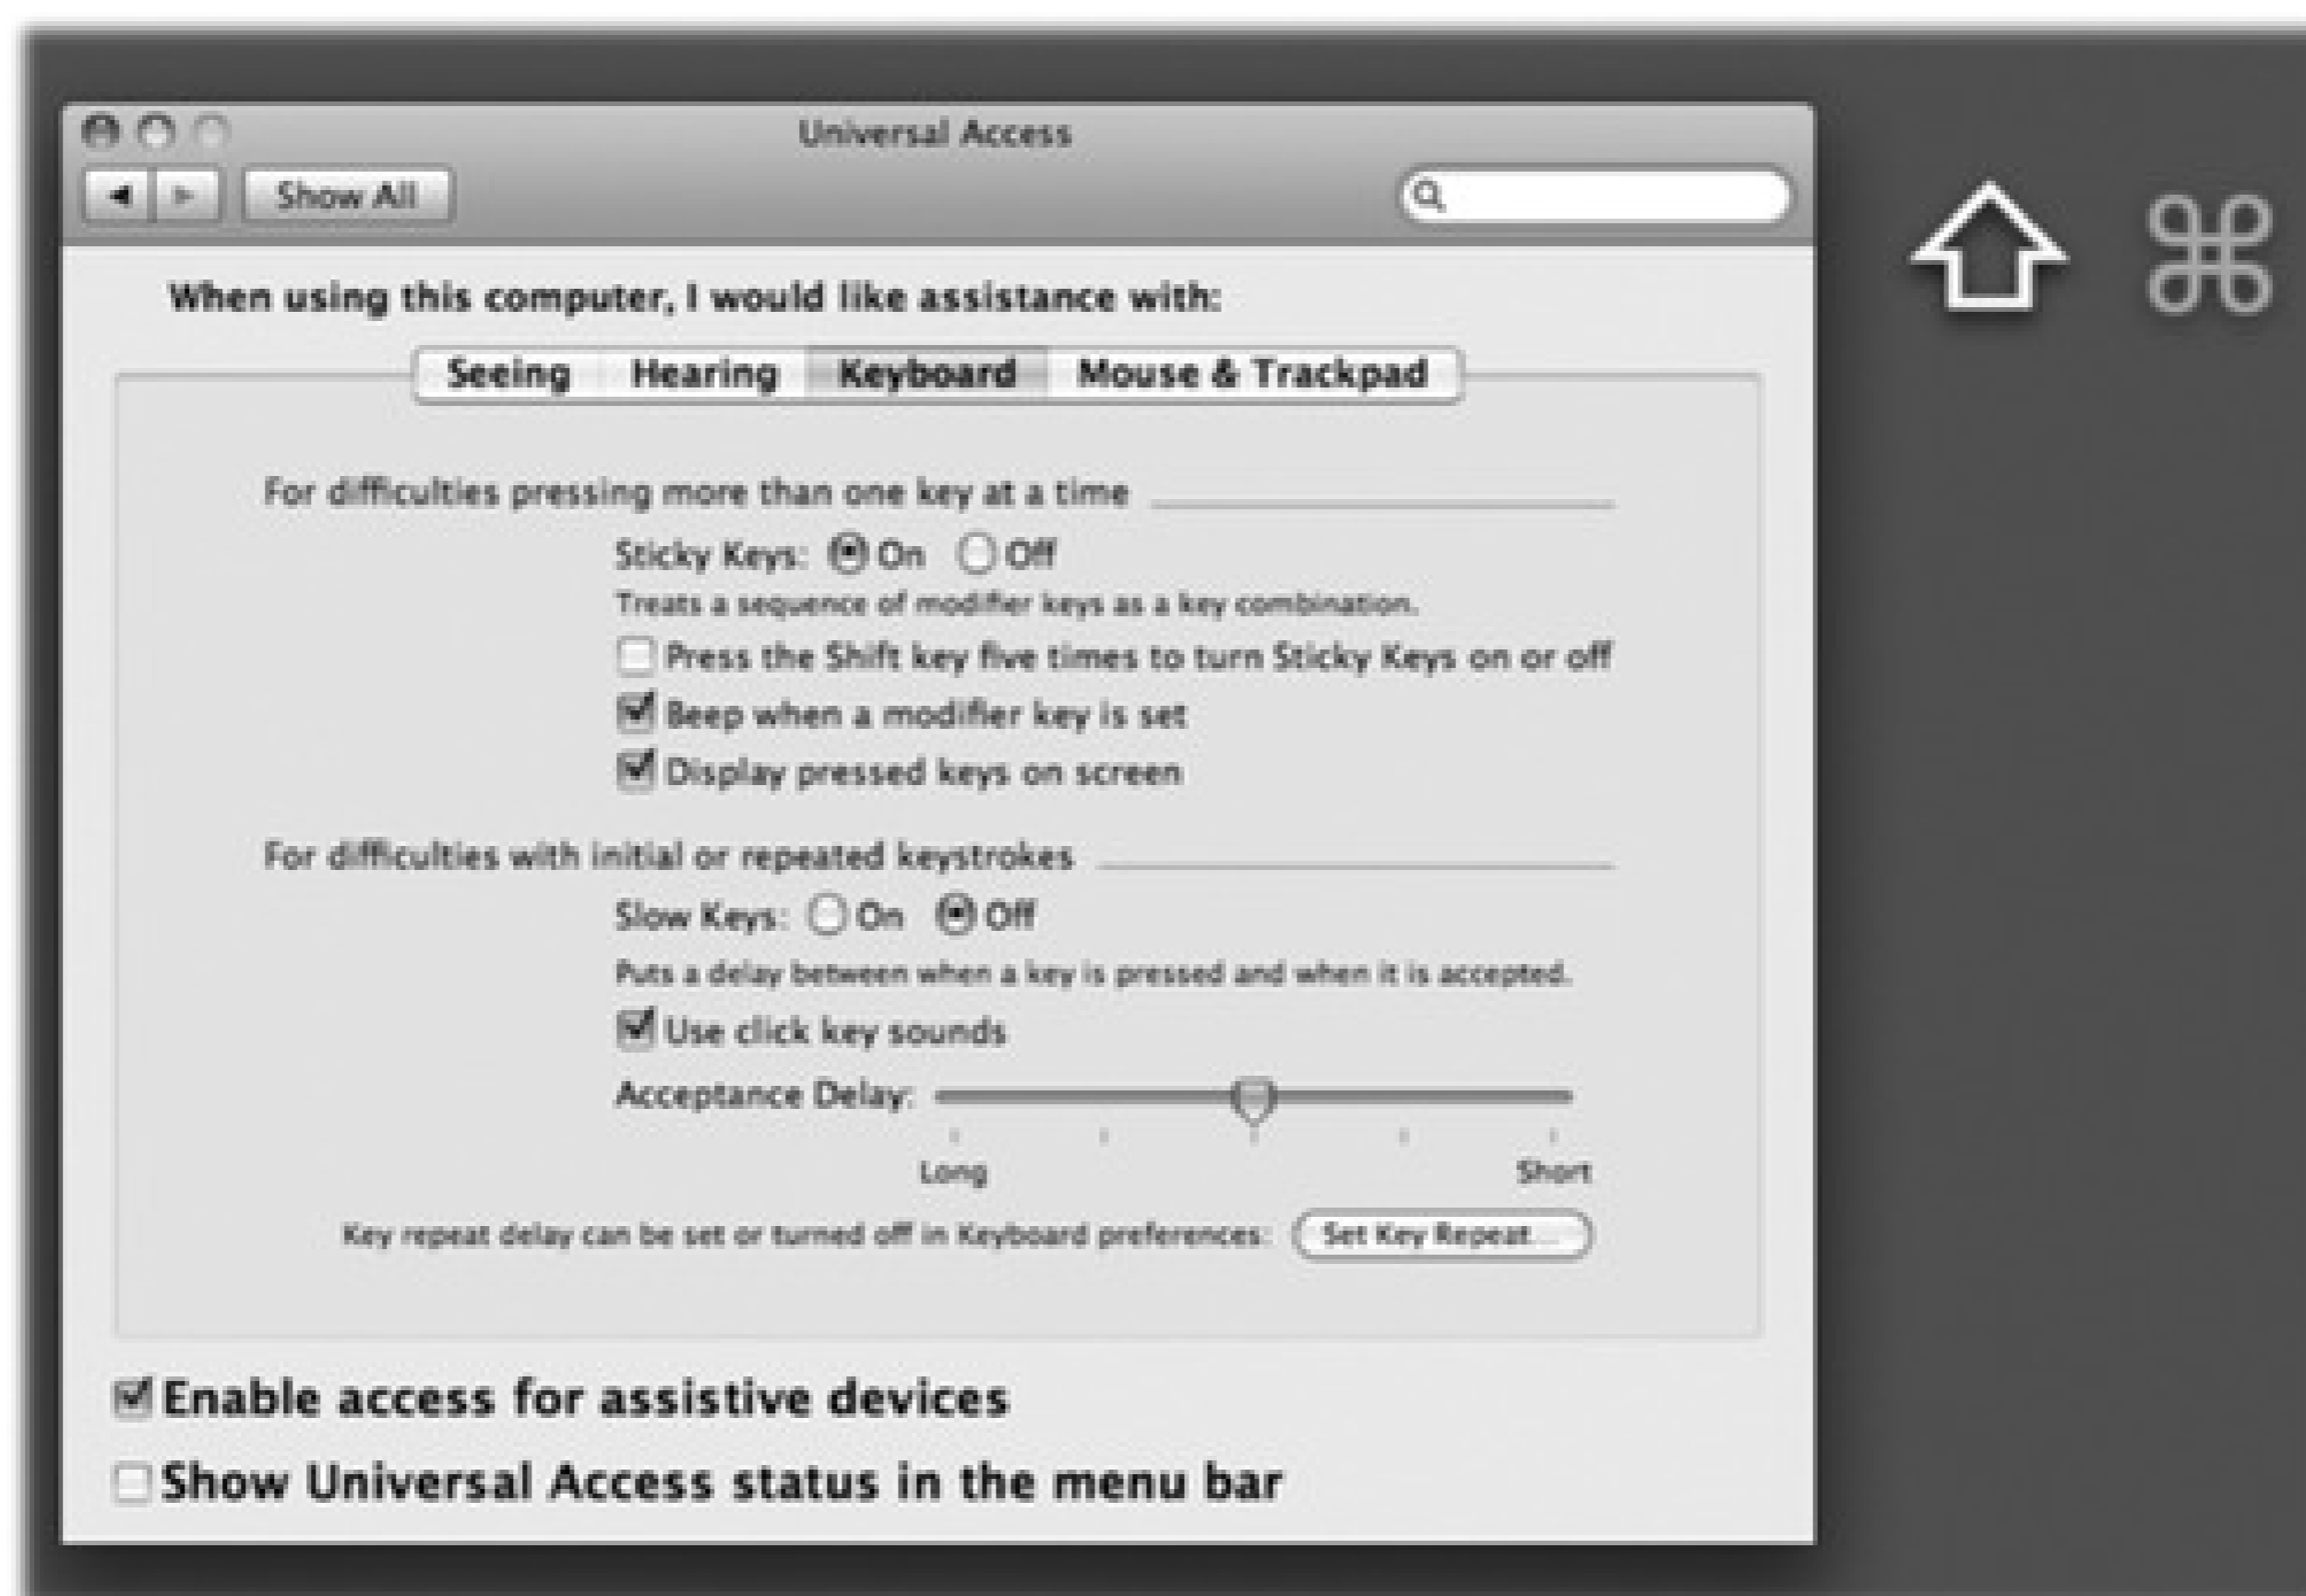 Universal Access
Show All
When using this computer, I would like assistance with:
Seeing Hearing Keyboard Mouse & Trackpad
For difficulties pressing more than one key at a time
Sticky Keys: On Off
Treats a sequence of modifier keys as a key combination.
Press the Shift key five times to turn Sticky Keys on or off
Beep when a modifier key is set
Display pressed keys on screen
For difficulties with initial or repeated keystrokes
Slow Keys: On Off
Puts a delay between when a key is pressed and when it is accepted.
Use click key sounds
Acceptance Delay:
Long Short
Key repeat delay can be set or turned off in Keyboard preferences: Set Key Repeat...
Enable access for assistive devices
Show Universal Access status in the menu bar